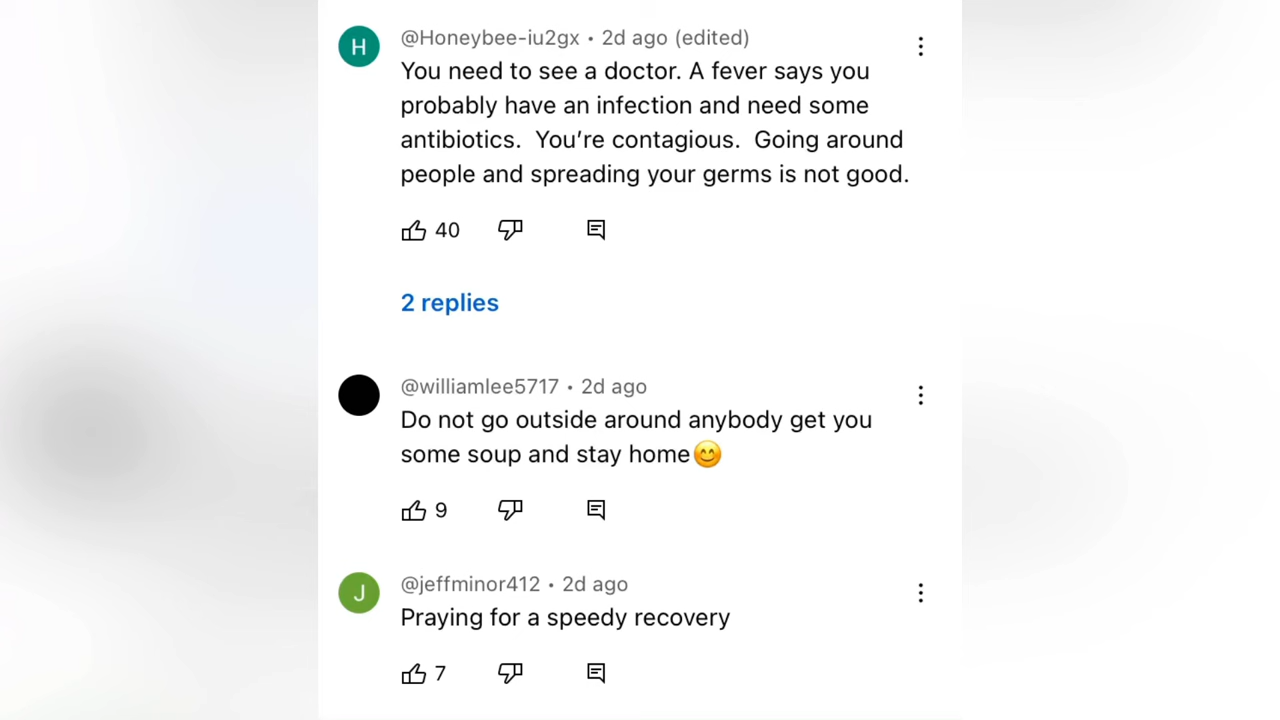 H
@Honeybee-iu2gx • 2d ago (edited)
You need to see a doctor. A fever says you
probably have an infection and need some
antibiotics.  You’re contagious.  Going around
people and spreading your germs is not good.
40
2 replies
@williamlee5717 • 2d ago
Do not go outside around anybody get you
some soup and stay home😊
9
J
@jeffminor412 • 2d ago
Praying for a speedy recovery
7